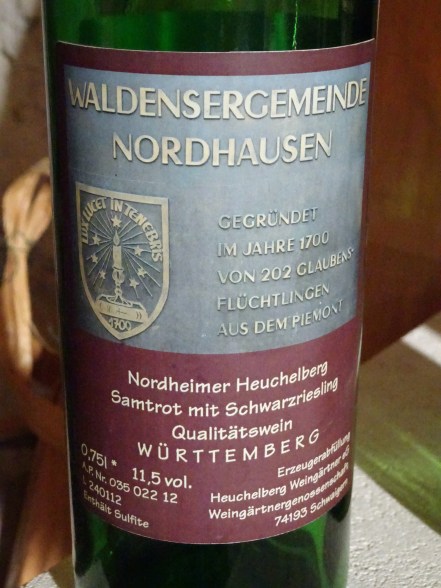 WALDENSERGEMEINDE
NORDHAUSEN
LUX LUCET IN TENEBRIS
1700
GEGRÜNDET
IM JAHRE 1700
VON 202 GLAUBENS-
FLÜCHTLINGEN
AUS DEM PIEMONT
Nordheimer Heuchelberg
Samtrot mit Schwarzriesling
Qualitätswein
WÜRTTEMBERG
0,75l * 11,5 vol.
A.P. Nr. 035 022 12
L 240112
Enthält Sulfite
Erzeugerabfüllung
Heuchelberg Weingärtner eG
Weingärtnergenossenschaft
74193 Schwaigern